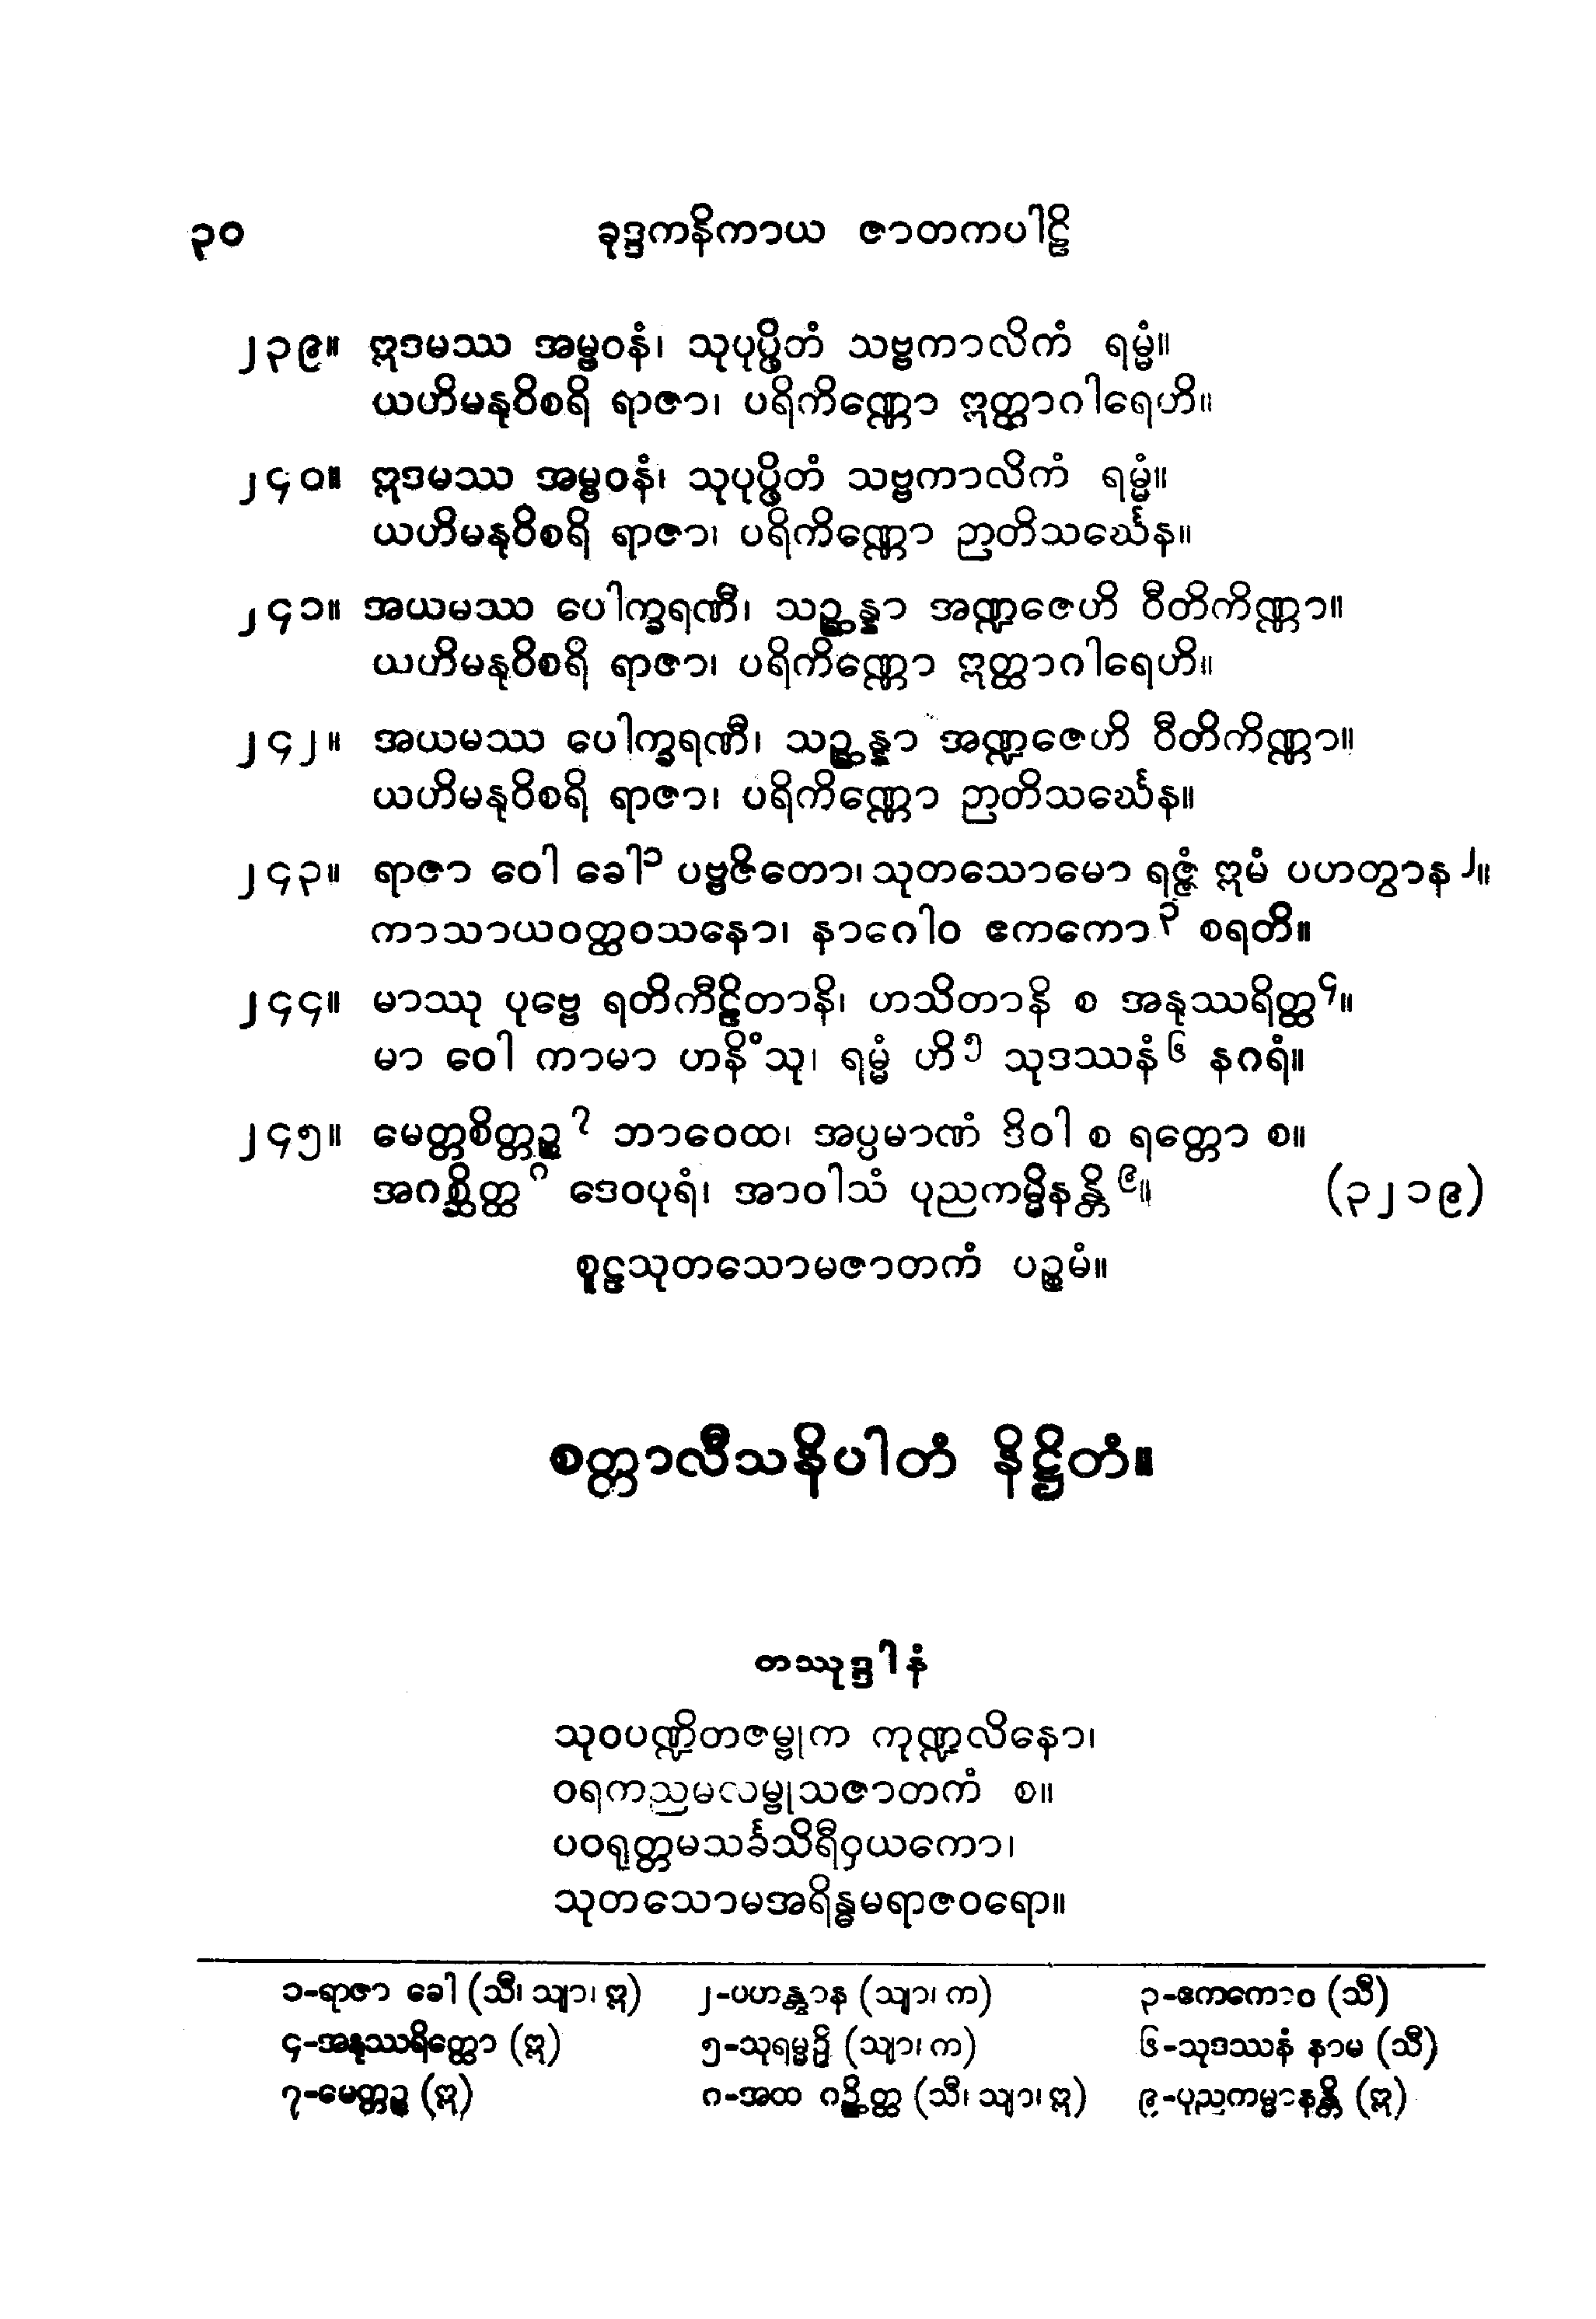 ၃၀ ခုဒ္ဒကနိကာယ ဇာတကပါဠိ
၂၃၉။ ဣဒမဿ အမ္ဗဝနံ၊ သုပုပ္ဖိတံ သဗ္ဗကာလိကံ ရမ္မံ။
ယဟိမနုဝိစရိ ရာဇာ၊ ပရိကိဏ္ဏော ဣတ္ထာဂါရေဟိ။
၂၄၀။ ဣဒမဿ အမ္ဗဝနံ၊ သုပုပ္ဖိတံ သဗ္ဗကာလိကံ ရမ္မံ။
ယဟိမနုဝိစရိ ရာဇာ၊ ပရိကိဏ္ဏော ဉာတိသင်္ဃေန။
၂၄၁။ အယမဿ ပေါက္ခရဏီ၊ သဉ္ဆန္နာ အဏ္ဍဇေဟိ ဝီတိကိဏ္ဏာ။
ယဟိမနုဝိစရိ ရာဇာ၊ ပရိကိဏ္ဏော ဣတ္ထာဂါရေဟိ။
၂၄၂။ အယမဿ ပေါက္ခရဏီ၊ သဉ္ဆန္နာ အဏ္ဍဇေဟိ ဝီတိကိဏ္ဏာ။
ယဟိမနုဝိစရိ ရာဇာ၊ ပရိကိဏ္ဏော ဉာတိသင်္ဃေန။
၂၄၃။ ရာဇာ ဝေါ ခေါ၁ ပဗ္ဗဇိတော၊ သုတသောမော ရဇ္ဇံ ဣမံ ပဟတွာန၂။
ကာသာယဝတ္ထဝသနော၊ နာဂေါဝ ဧကကော၃ စရတိ။
၂၄၄။ မာဿု ပုဗ္ဗေ ရတိကီဠိတာနိ၊ ဟသိတာနိ စ အနုဿရိတ္ထ၄။
မာ ဝေါ ကာမာ ဟနိံသု၊ ရမ္မံ ဟိ၅ သုဒဿနံ၆ နဂရံ။
၂၄၅။ မေတ္တစိတ္တဉ္စ၇ ဘာဝေထ၊ အပ္ပမာဏံ ဒိဝါ စ ရတ္တော စ။
အဂစ္ဆိတ္ထ၈ ဒေဝပုရံ၊ အာဝါသံ ပုညကမ္မိနန္တိ၉။ (၃၂၁၉)
စူဠသုတသောမဇာတကံ ပဉ္စမံ။
စတ္တာလီသနိပါတံ နိဋ္ဌိတံ။
တဿုဒ္ဒါနံ
သုဝပဏ္ဍိတဇမ္ဗုက ကုဏ္ဍလိနော၊
ဝရကညမလမ္ဗုသဇာတကံ စ။
ပဝရုတ္တမသင်္ခသိရီဝှယကော၊
သုတသောမအရိန္ဓမရာဇဝရော။
၁-ရာဇာ ခေါ (သီ၊ သျာ၊ ဣ) ၂-ပဟန္တွာန (သျာ၊ က) ၃-ဧကကောဝ (သီ)
၄-အနုဿရိတ္ထော (ဣ) ၅-သုရမ္မဉှိ (သျာ၊ က) ၆-သုဒဿနံ နာမ (သီ)
၇-မေတ္တဉ္စ (ဣ) ၈-အထ ဂဉ္ဆိတ္ထ (သီ၊ သျာ၊ ဣ) ၉-ပုညကမ္မာနန္တိ (ဣ)